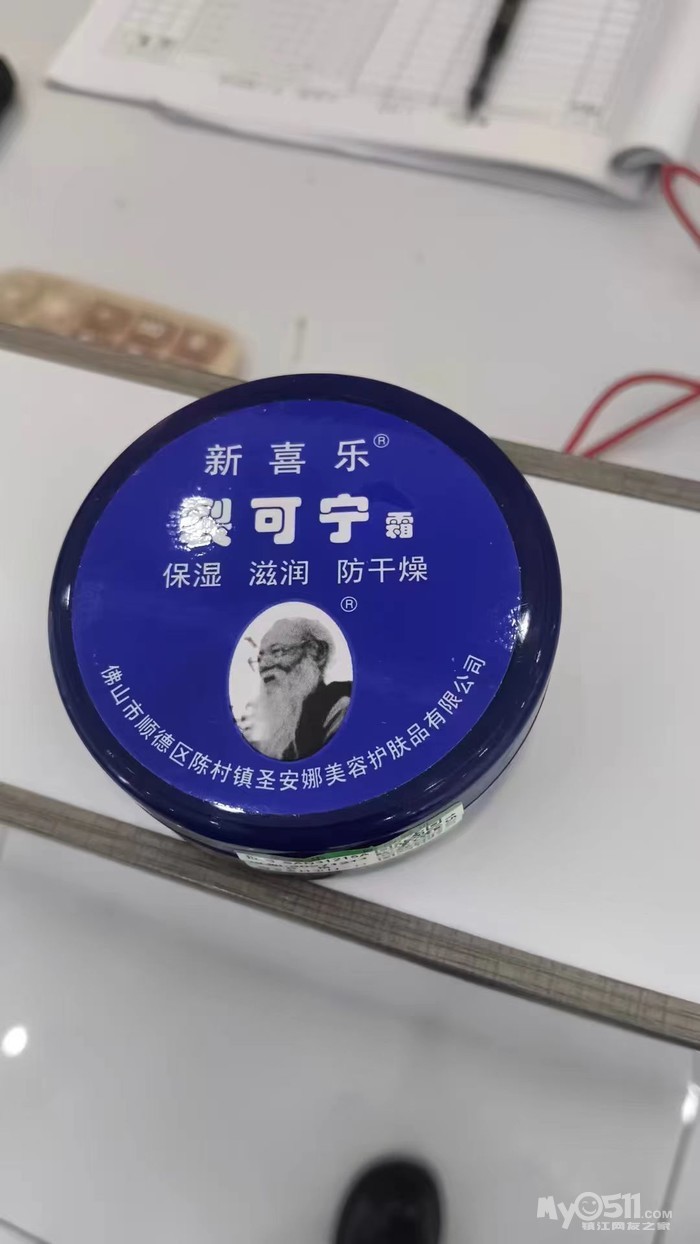 新喜乐®
裂可宁霜
保湿 滋润 防干燥
®
佛山市顺德区陈村镇圣安娜美容护肤品有限公司
MyO511.COM
镇江网友之家